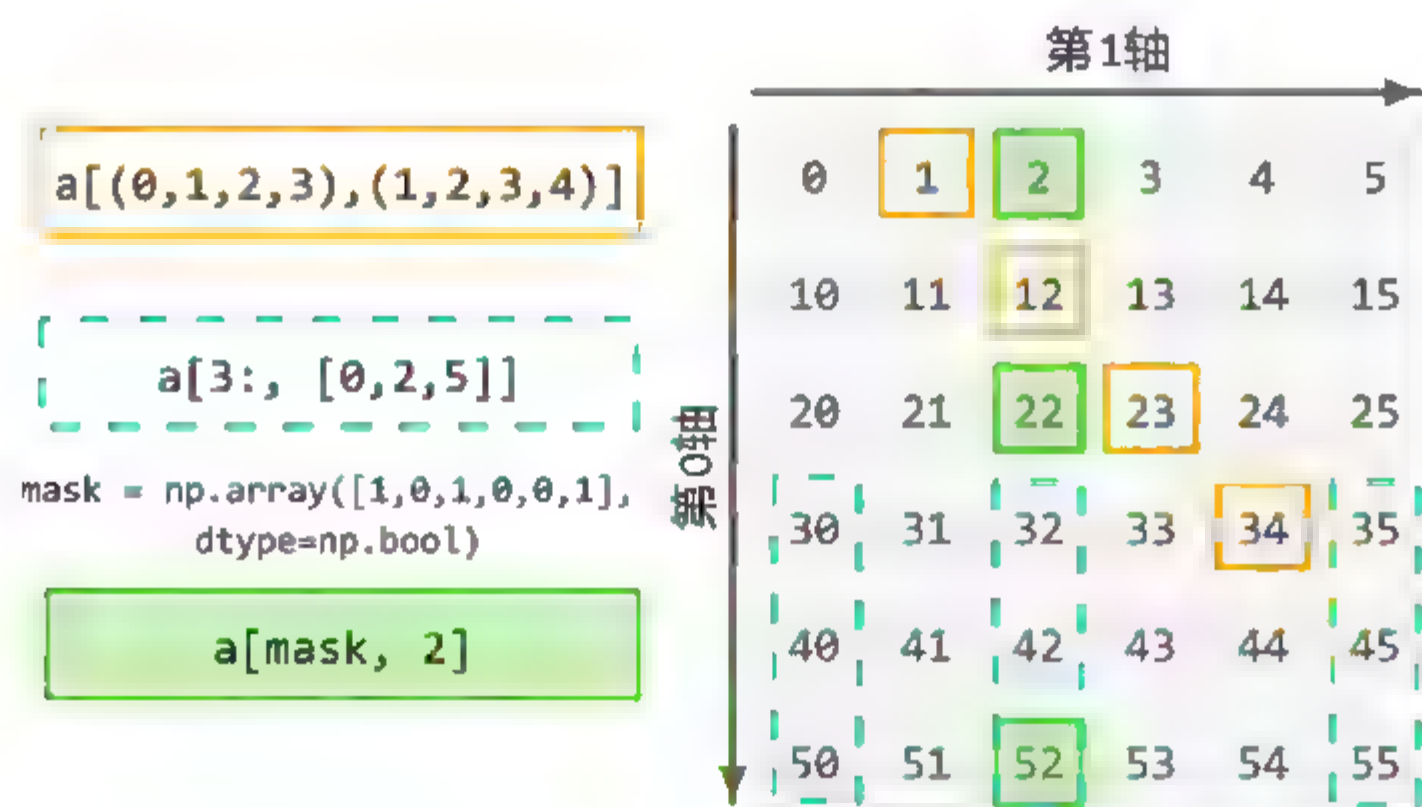 第1轴
a[(0,1,2,3),(1,2,3,4)]
a[3:, [0,2,5]]
mask = np.array([1,0,1,0,0,1],
dtype=np.bool)
a[mask, 2]
第0轴
0 1 2 3 4 5
10 11 12 13 14 15
20 21 22 23 24 25
30 31 32 33 34 35
40 41 42 43 44 45
50 51 52 53 54 55